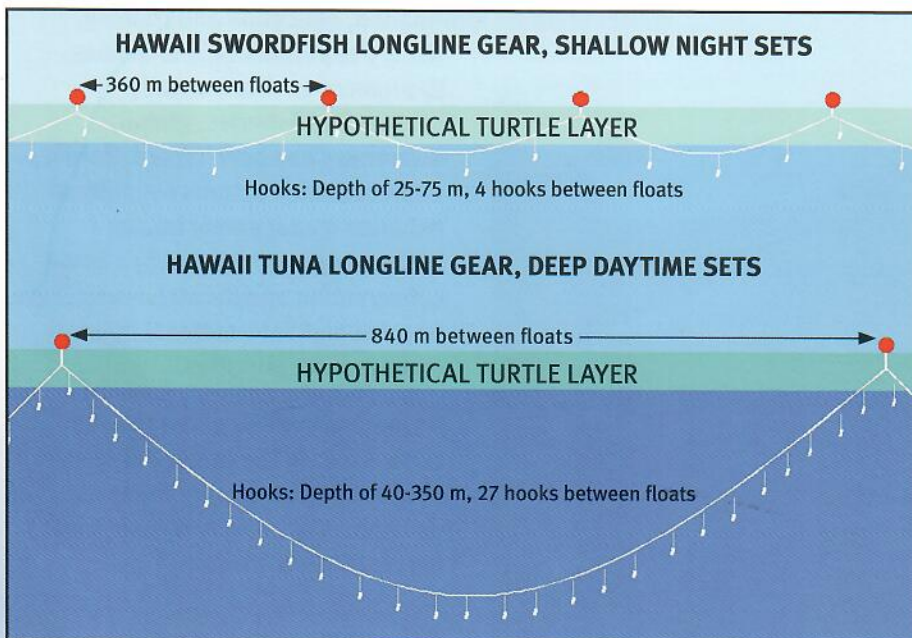 HAWAII SWORDFISH LONGLINE GEAR, SHALLOW NIGHT SETS
360 m between floats
HYPOTHETICAL TURTLE LAYER
Hooks: Depth of 25-75 m, 4 hooks between floats
HAWAII TUNA LONGLINE GEAR, DEEP DAYTIME SETS
840 m between floats
HYPOTHETICAL TURTLE LAYER
Hooks: Depth of 40-350 m, 27 hooks between floats